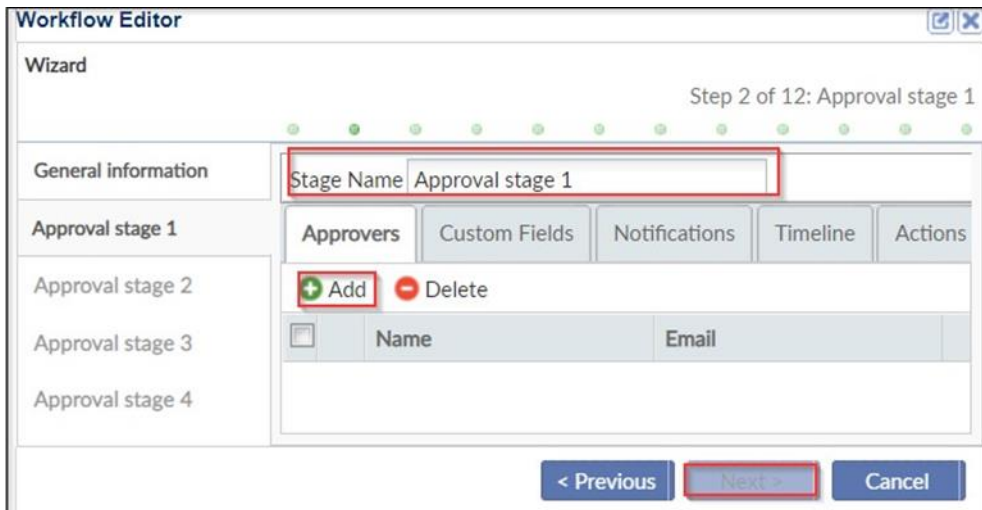 Workflow Editor
Wizard
Step 2 of 12: Approval stage 1
General information
Stage Name Approval stage 1
Approval stage 1
Approvers Custom Fields Notifications Timeline Actions
Approval stage 2
Add Delete
Approval stage 3
Name Email
Approval stage 4
< Previous Next > Cancel